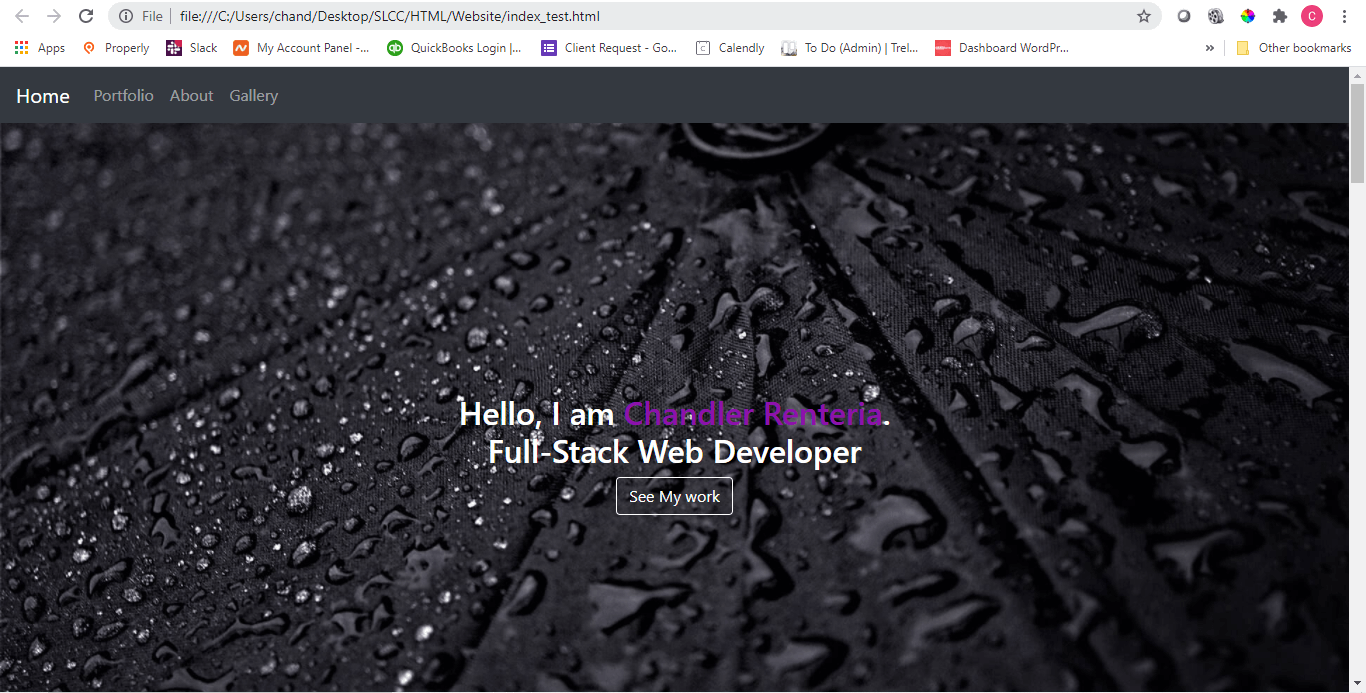 File file:///C:/Users/chand/Desktop/SLCC/HTML/Website/index_test.html C
Apps Properly Slack My Account Panel -... qb QuickBooks Login |... Client Request - Go... C Calendly To Do (Admin) | Trel... Dashboard WordPr... » Other bookmarks
Home Portfolio About Gallery
Hello, I am Chandler Renteria.
Full-Stack Web Developer
See My work